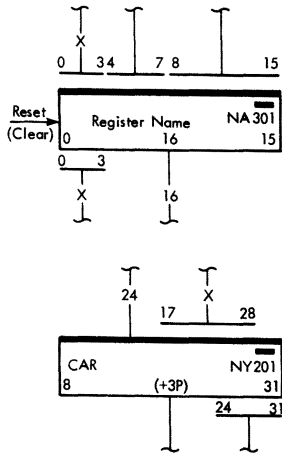 X
0 3 4 7 8 15
Reset
(Clear)
Register Name NA301
0 16 15
0 3
X 16
24 X
17 28
CAR NY201
8 (+3P) 31
24 31